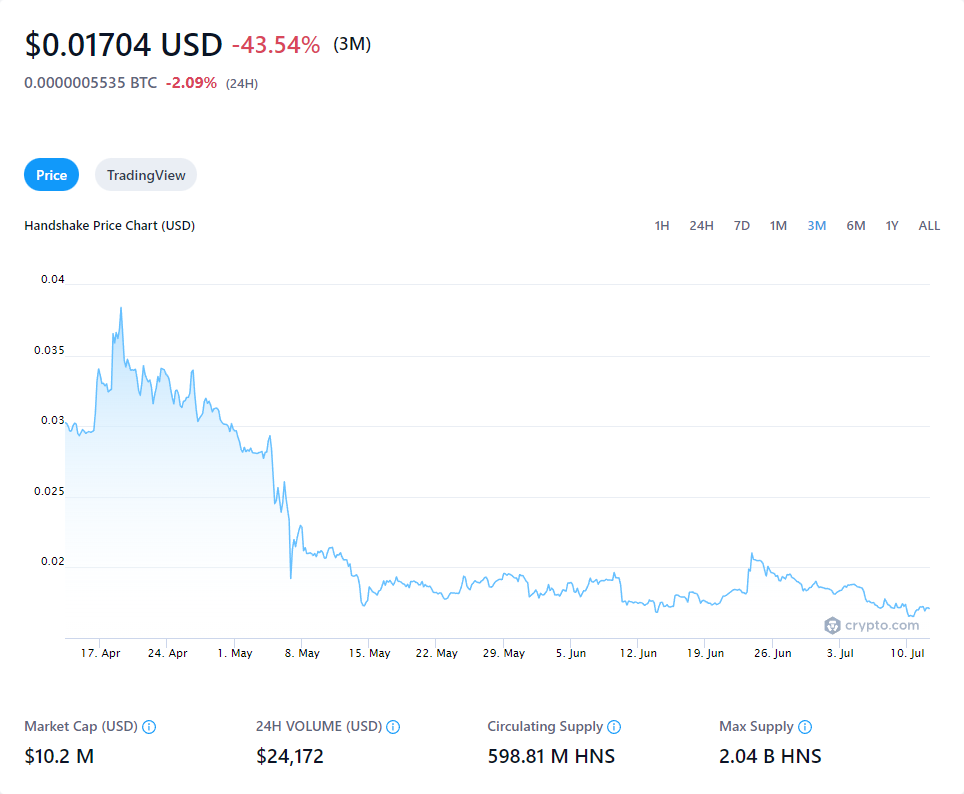 $0.01704 USD -43.54% (3M)
0.0000005535 BTC -2.09% (24H)
Price TradingView
Handshake Price Chart (USD) 1H 24H 7D 1M 3M 6M 1Y ALL
0.04
0.035
0.03
0.025
0.02
crypto.com
17. Apr 24. Apr 1. May 8. May 15. May 22. May 29. May 5. Jun 12. Jun 19. Jun 26. Jun 3. Jul 10. Jul
Market Cap (USD) 24H VOLUME (USD) Circulating Supply Max Supply
$10.2 M $24,172 598.81 M HNS 2.04 B HNS